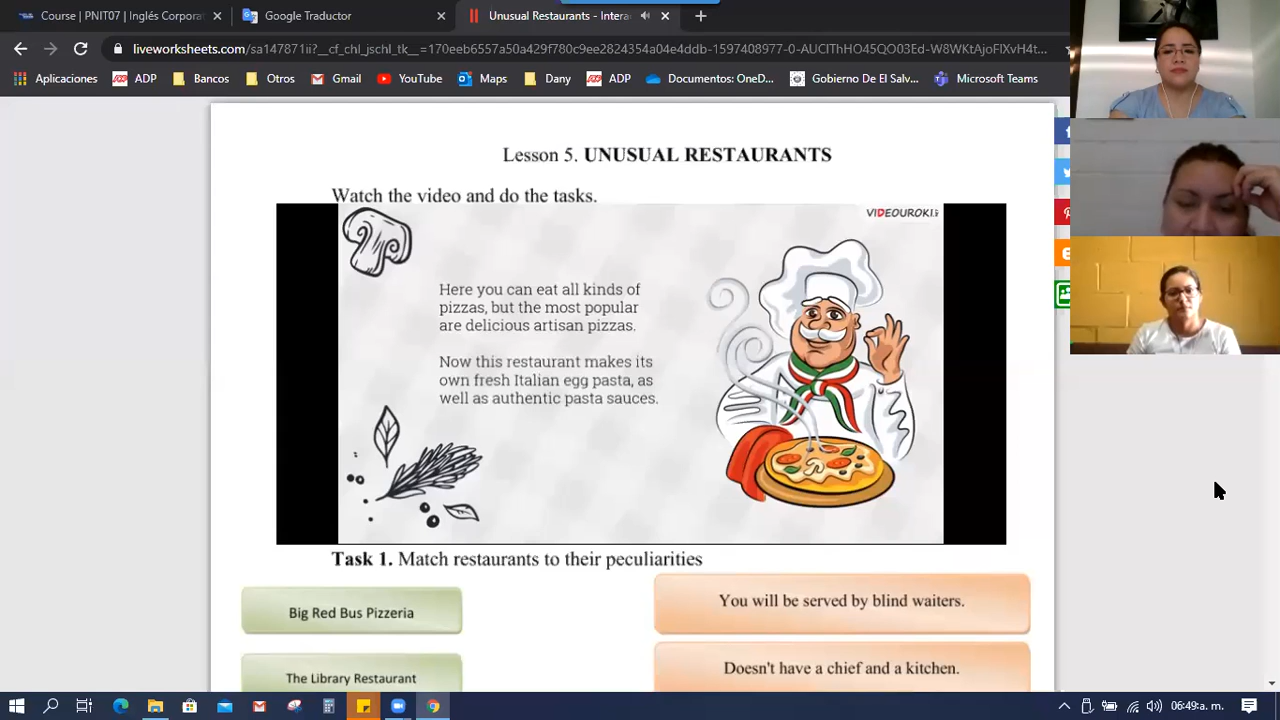 Course | PNIT07 | Inglés Corpora
Google Traductor
Unusual restaurants - Intera
liveworksheets.com/sa147871ii?__cf_chl_jschl_tk__=170eeb6557a50a429f780c9ee2824354a04e4ddb-1597408977-0-AUCIThHO45QO03Ed-W8WKtAjoFlXvH4t...
Aplicaciones
ADP
Bancos
Otros
Gmail
YouTube
Maps
Dany
ADP
Documentos: OneD...
Gobierno De El Salv...
Microsoft Teams
Lesson 5. UNUSUAL RESTAURANTS
Watch the video and do the tasks.
VIDEOUROKI
Here you can eat all kinds of
pizzas, but the most popular
are delicious artisan pizzas.
Now this restaurant makes its
own fresh Italian egg pasta, as
well as authentic pasta sauces.
Task 1. Match restaurants to their peculiarities
Big Red Bus Pizzeria
You will be served by blind waiters.
The Library Restaurant
Doesn't have a chief and a kitchen.
06:49 a. m.